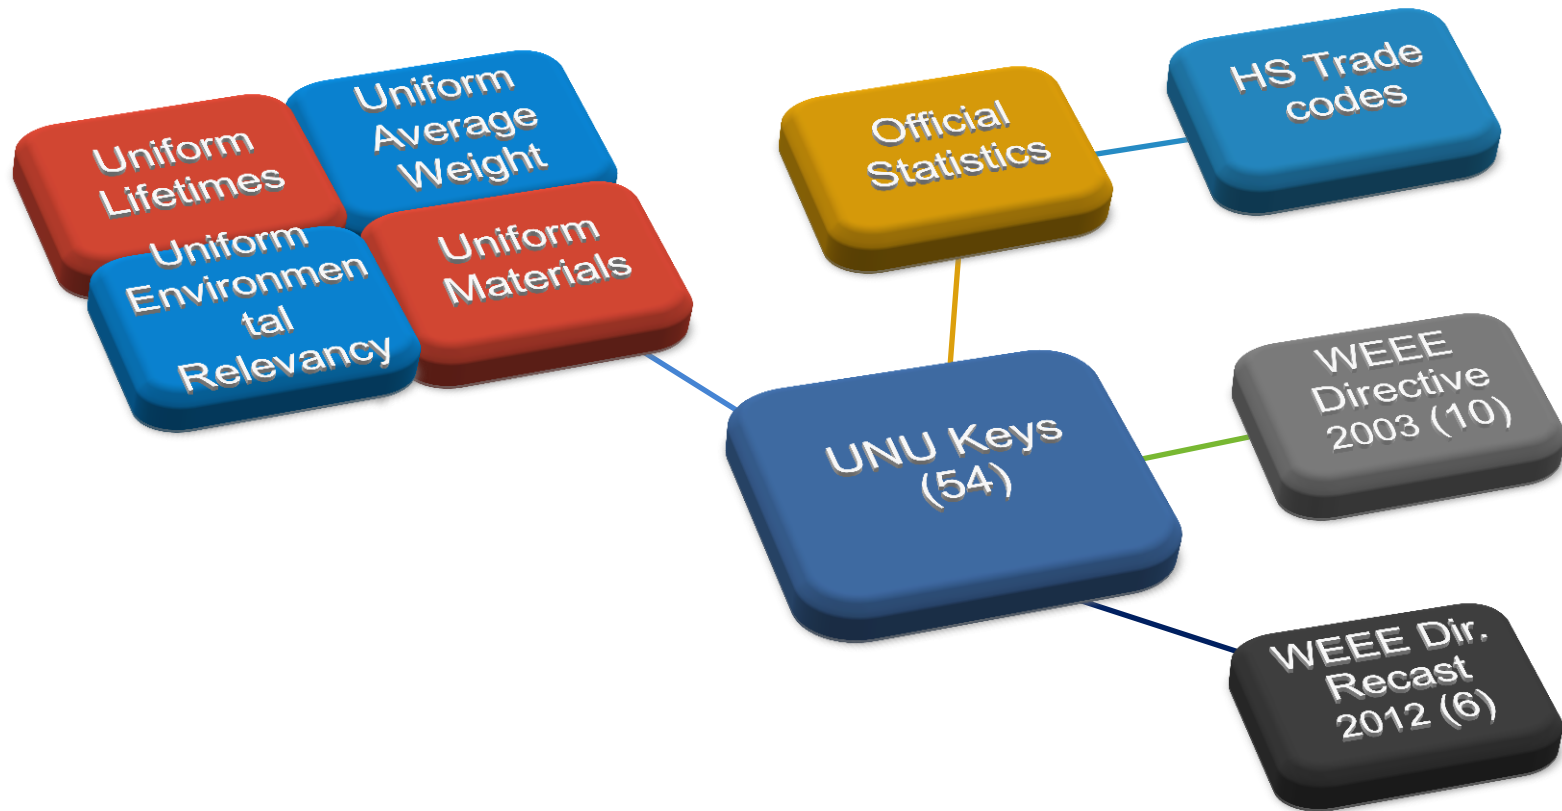 Uniform
Lifetimes
Uniform
Average
Weight
Uniform
Environmen
tal
Relevancy
Uniform
Materials
Official
Statistics
HS Trade
codes
UNU Keys
(54)
WEEE
Directive
2003 (10)
WEEE Dir.
Recast
2012 (6)